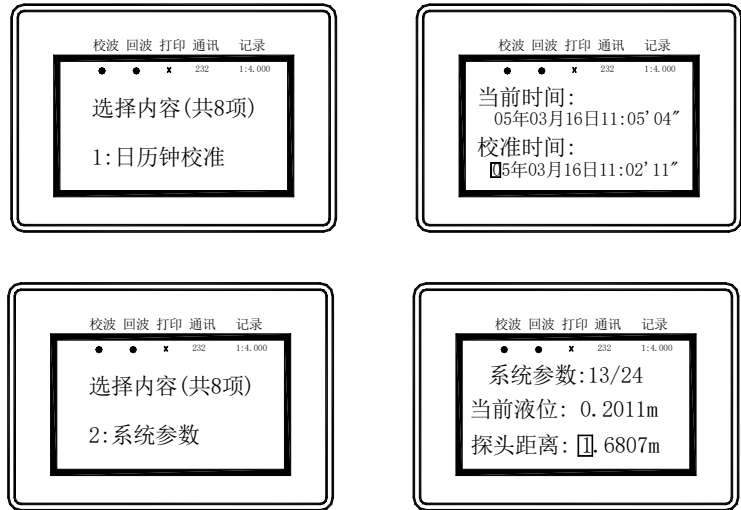 校波 回波 打印 通讯 记录
● ● x 232 1:4.000
选择内容(共8项)
1:日历钟校准
校波 回波 打印 通讯 记录
● ● x 232 1:4.000
当前时间:
05年03月16日11:05'04″
校准时间:
05年03月16日11:02'11″
校波 回波 打印 通讯 记录
● ● x 232 1:4.000
选择内容(共8项)
2:系统参数
校波 回波 打印 通讯 记录
● ● x 232 1:4.000
系统参数:13/24
当前液位: 0.2011m
探头距离: 1.6807m